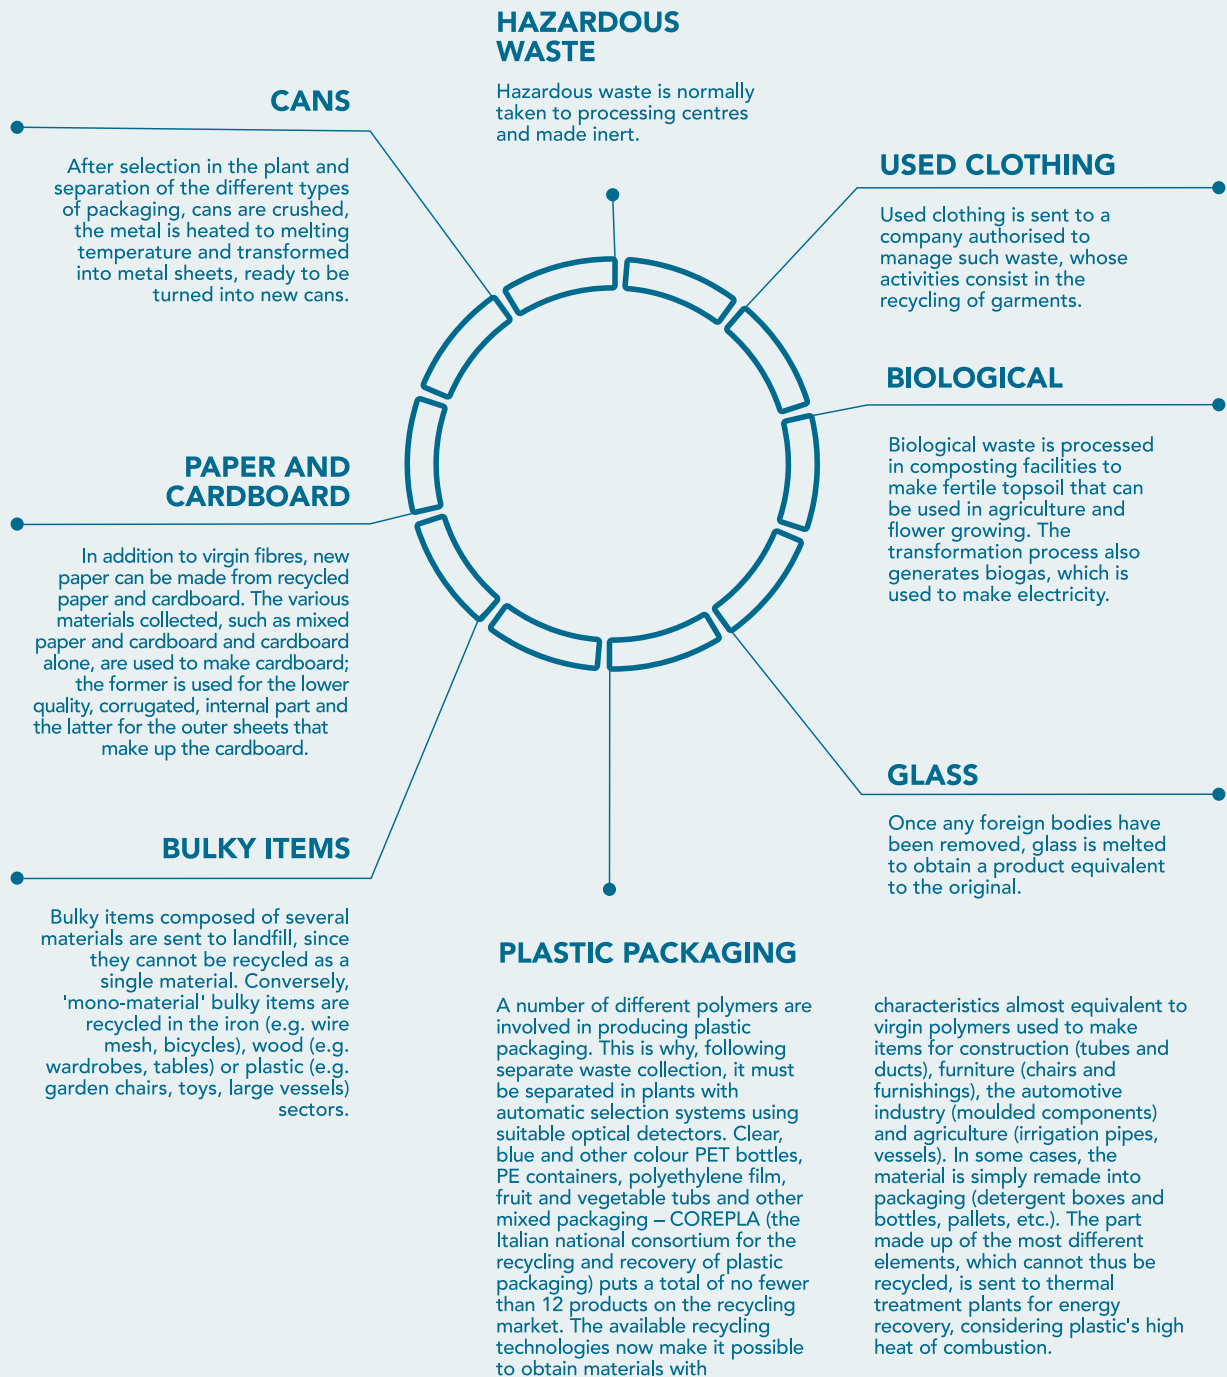 HAZARDOUS
WASTE
Hazardous waste is normally
taken to processing centres
and made inert.
CANS
After selection in the plant and
separation of the different types
of packaging, cans are crushed,
the metal is heated to melting
temperature and transformed
into metal sheets, ready to be
turned into new cans.
USED CLOTHING
Used clothing is sent to a
company authorised to
manage such waste, whose
activities consist in the
recycling of garments.
BIOLOGICAL
Biological waste is processed
in composting facilities to
make fertile topsoil that can
be used in agriculture and
flower growing. The
transformation process also
generates biogas, which is
used to make electricity.
PAPER AND
CARDBOARD
In addition to virgin fibres, new
paper can be made from recycled
paper and cardboard. The various
materials collected, such as mixed
paper and cardboard and cardboard
alone, are used to make cardboard;
the former is used for the lower
quality, corrugated, internal part and
the latter for the outer sheets that
make up the cardboard.
GLASS
Once any foreign bodies have
been removed, glass is melted
to obtain a product equivalent
to the original.
BULKY ITEMS
Bulky items composed of several
materials are sent to landfill, since
they cannot be recycled as a
single material. Conversely,
'mono-material' bulky items are
recycled in the iron (e.g. wire
mesh, bicycles), wood (e.g.
wardrobes, tables) or plastic (e.g.
garden chairs, toys, large vessels)
sectors.
PLASTIC PACKAGING
A number of different polymers are
involved in producing plastic
packaging. This is why, following
separate waste collection, it must
be separated in plants with
automatic selection systems using
suitable optical detectors. Clear,
blue and other colour PET bottles,
PE containers, polyethylene film,
fruit and vegetable tubs and other
mixed packaging – COREPLA (the
Italian national consortium for the
recycling and recovery of plastic
packaging) puts a total of no fewer
than 12 products on the recycling
market. The available recycling
technologies now make it possible
to obtain materials with
characteristics almost equivalent to
virgin polymers used to make
items for construction (tubes and
ducts), furniture (chairs and
furnishings), the automotive
industry (moulded components)
and agriculture (irrigation pipes,
vessels). In some cases, the
material is simply remade into
packaging (detergent boxes and
bottles, pallets, etc.). The part
made up of the most different
elements, which cannot thus be
recycled, is sent to thermal
treatment plants for energy
recovery, considering plastic's high
heat of combustion.